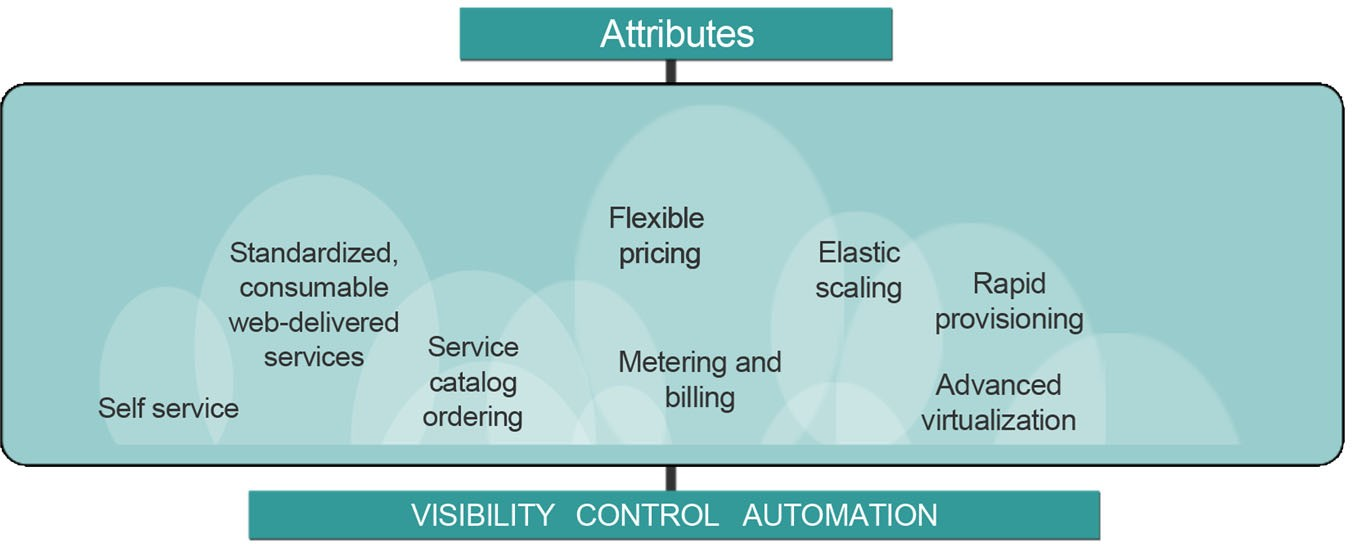 Attributes
Self service
Standardized,
consumable
web-delivered
services
Service
catalog
ordering
Flexible
pricing
Metering and
billing
Elastic
scaling
Rapid
provisioning
Advanced
virtualization
VISIBILITY CONTROL AUTOMATION